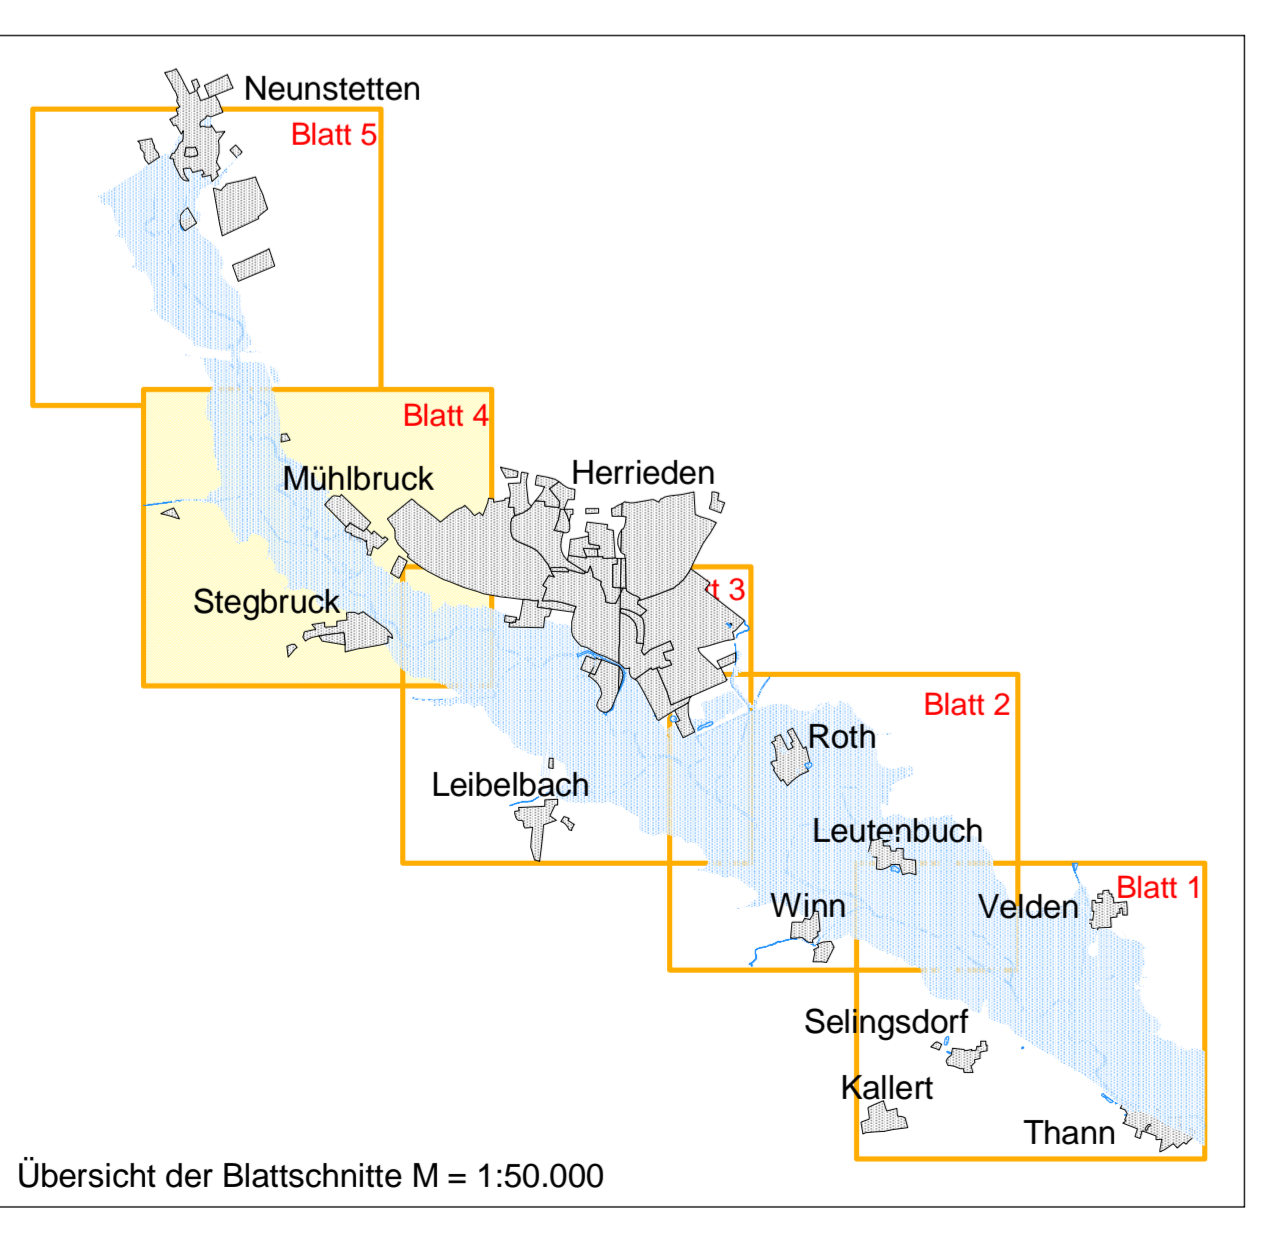 Neunstetten
Blatt 5
Blatt 4
Mühlbruck
Herrieden
t 3
Stegbruck
Blatt 2
Roth
Leibelbach
Leutenbuch
Blatt 1
Winn
Velden
Selingsdorf
Kallert
Thann
Übersicht der Blattschnitte M = 1:50.000